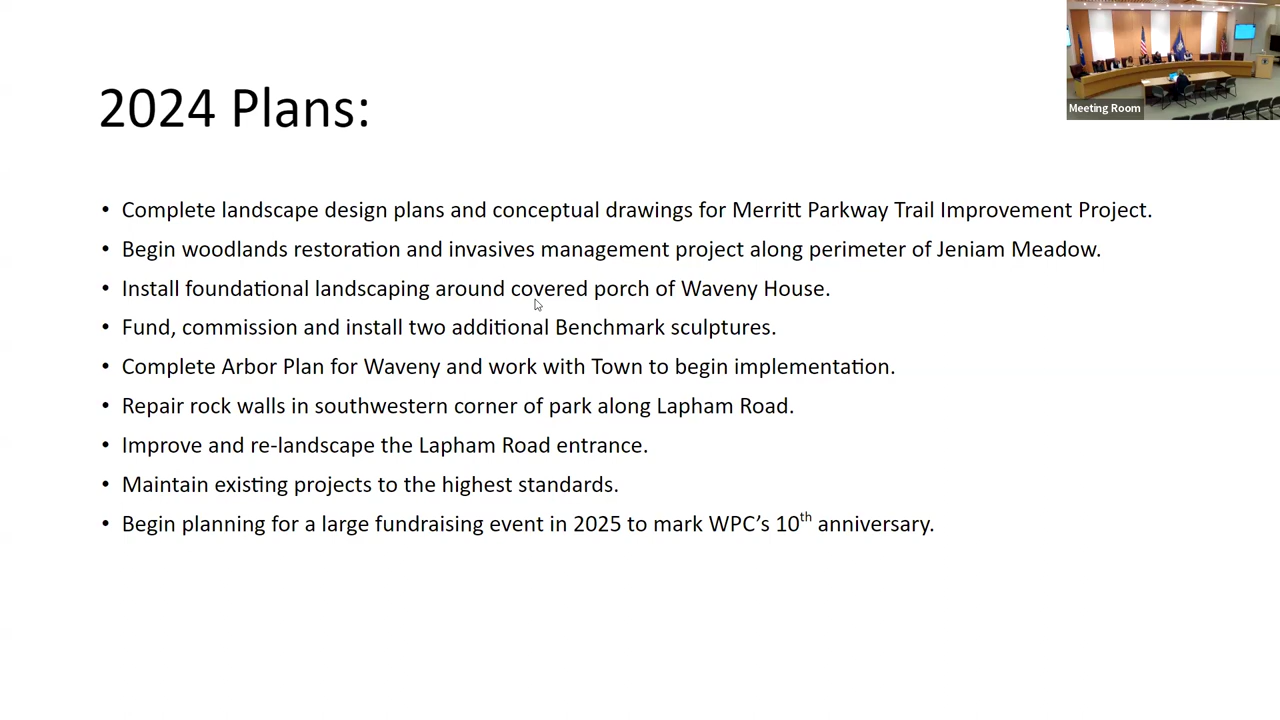 Meeting Room
2024 Plans:
• Complete landscape design plans and conceptual drawings for Merritt Parkway Trail Improvement Project.
• Begin woodlands restoration and invasives management project along perimeter of Jeniam Meadow.
• Install foundational landscaping around covered porch of Waveny House.
• Fund, commission and install two additional Benchmark sculptures.
• Complete Arbor Plan for Waveny and work with Town to begin implementation.
• Repair rock walls in southwestern corner of park along Lapham Road.
• Improve and re-landscape the Lapham Road entrance.
• Maintain existing projects to the highest standards.
• Begin planning for a large fundraising event in 2025 to mark WPC’s 10th anniversary.